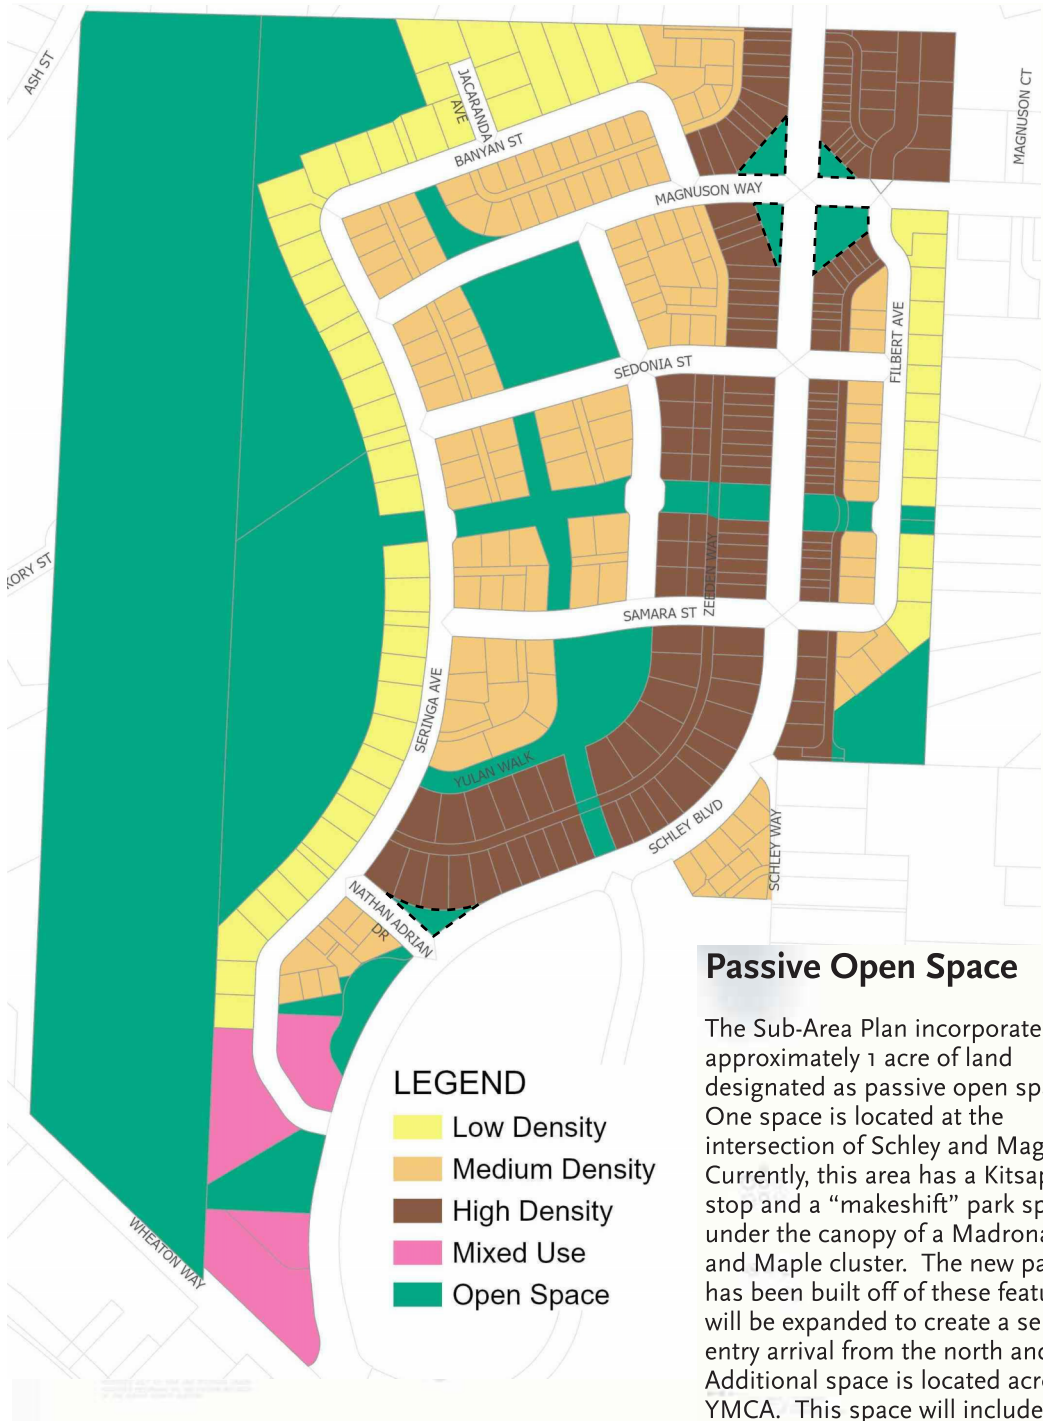 ASH ST
JACARANDA
AVE
BANYAN ST
MAGNUSON CT
MAGNUSON WAY
FILBERT AVE
SEDONIA ST
KORY ST
ZEEDEN WAY
SAMARA ST
SERINGA AVE
YULAN WALK
SCHLEY BLVD
SCHLEY WAY
NATHAN ADRIAN
DR
WHEATON WAY
LEGEND
Low Density
Medium Density
High Density
Mixed Use
Open Space
Passive Open Space
The Sub-Area Plan incorporate
approximately 1 acre of land
designated as passive open sp
One space is located at the
intersection of Schley and Mag
Currently, this area has a Kitsap
stop and a “makeshift” park sp
under the canopy of a Madrona
and Maple cluster. The new pa
has been built off of these featu
will be expanded to create a se
entry arrival from the north and
Additional space is located acr
YMCA. This space will include